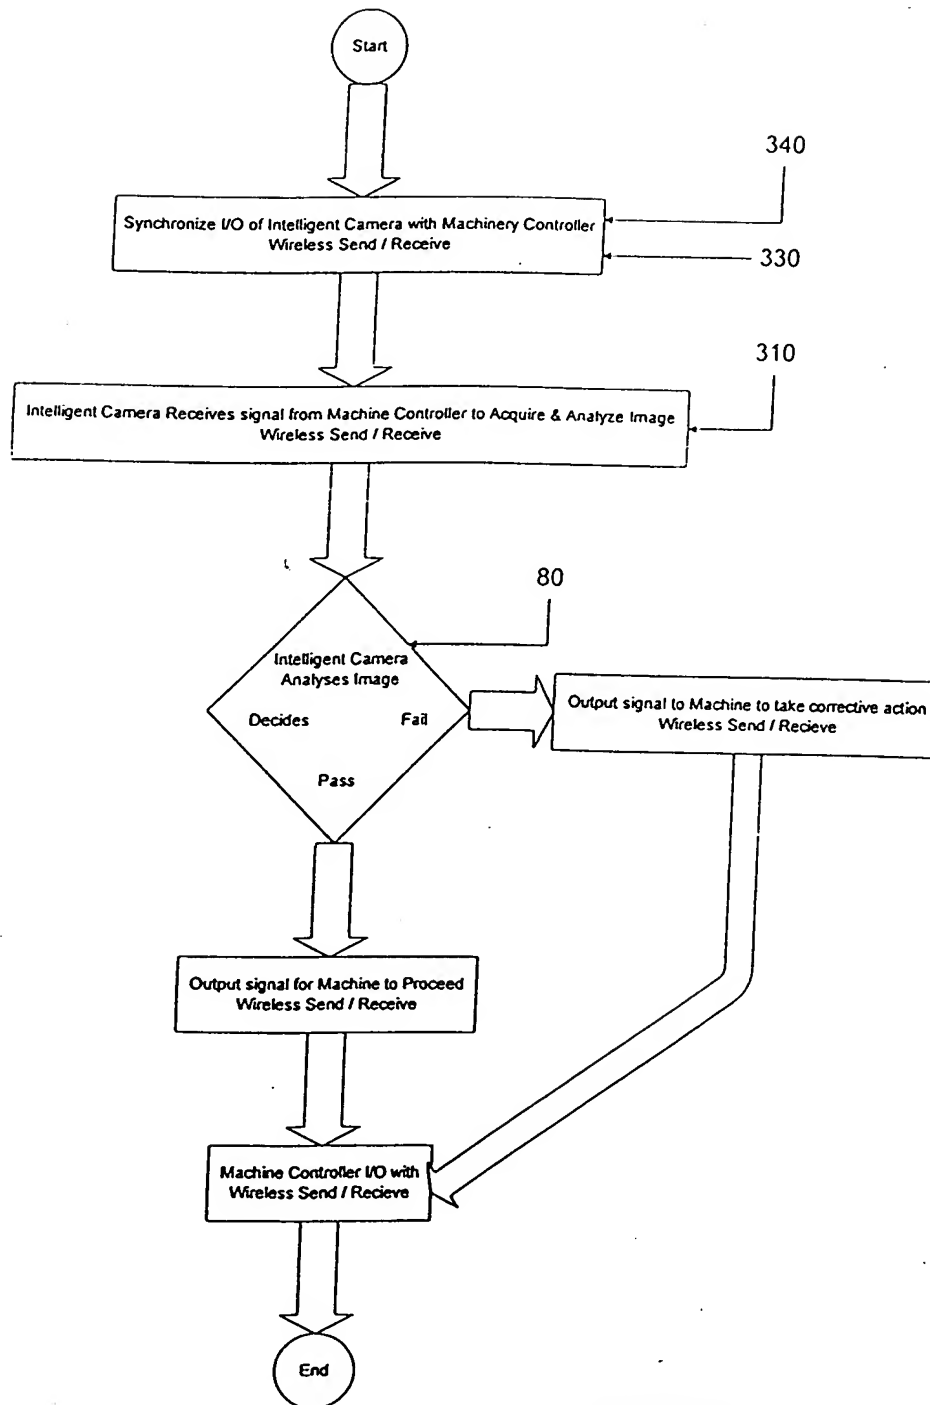 Start
340
Synchronize I/O of Intelligent Camera with Machinery Controller
Wireless Send / Receive
330
310
Intelligent Camera Receives signal from Machine Controller to Acquire & Analyze Image
Wireless Send / Receive
80
Intelligent Camera
Analyses Image
Decides Fail
Pass
Output signal to Machine to take corrective action
Wireless Send / Recieve
Output signal for Machine to Proceed
Wireless Send / Receive
Machine Controller I/O with
Wireless Send / Recieve
End